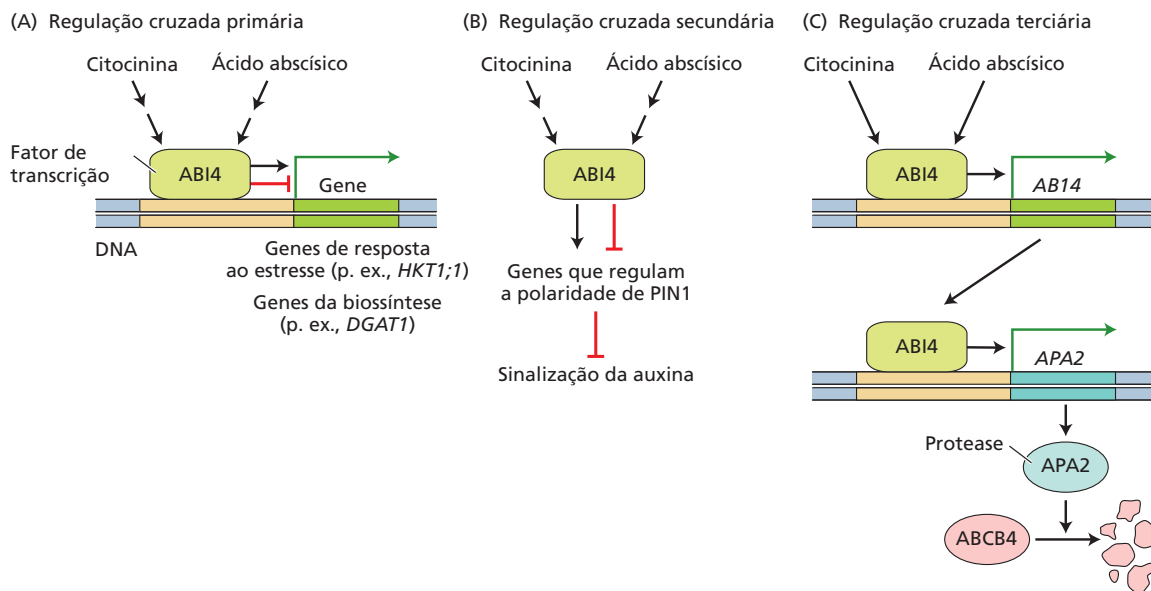 (A) Regulação cruzada primária
Citocinina
Ácido abscísico
Fator de
transcrição
ABI4
Gene
DNA
Genes de resposta
ao estresse (p. ex., HKT1;1)
Genes da biossíntese
(p. ex., DGAT1)
(B) Regulação cruzada secundária
Citocinina
Ácido abscísico
ABI4
Genes que regulam
a polaridade de PIN1
Sinalização da auxina
(C) Regulação cruzada terciária
Citocinina
Ácido abscísico
ABI4
AB14
ABI4
APA2
Protease
APA2
ABCB4